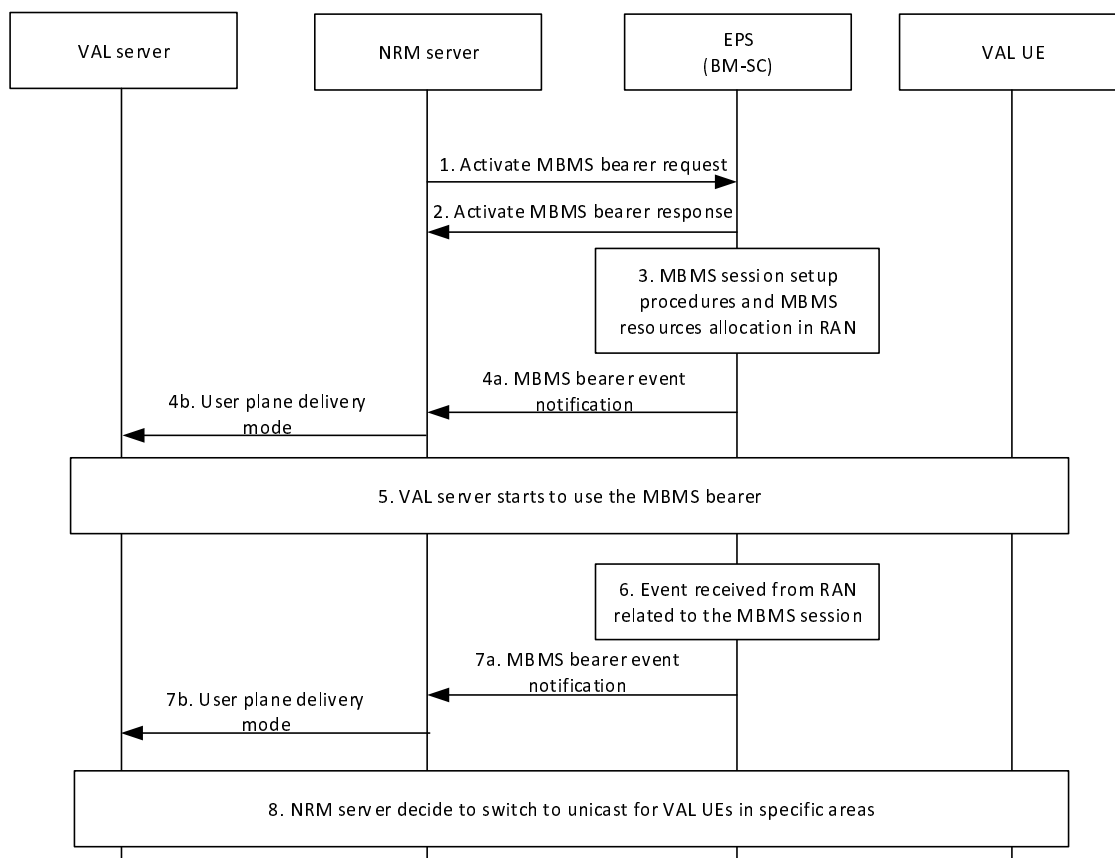 VAL server
NRM server
EPS
(BM-SC)
VAL UE
1. Activate MBMS bearer request
2. Activate MBMS bearer response
3. MBMS session setup
procedures and MBMS
resources allocation in RAN
4a. MBMS bearer event
notification
4b. User plane delivery
mode
5. VAL server starts to use the MBMS bearer
6. Event received from RAN
related to the MBMS session
7a. MBMS bearer event
notification
7b. User plane delivery
mode
8. NRM server decide to switch to unicast for VAL UEs in specific areas